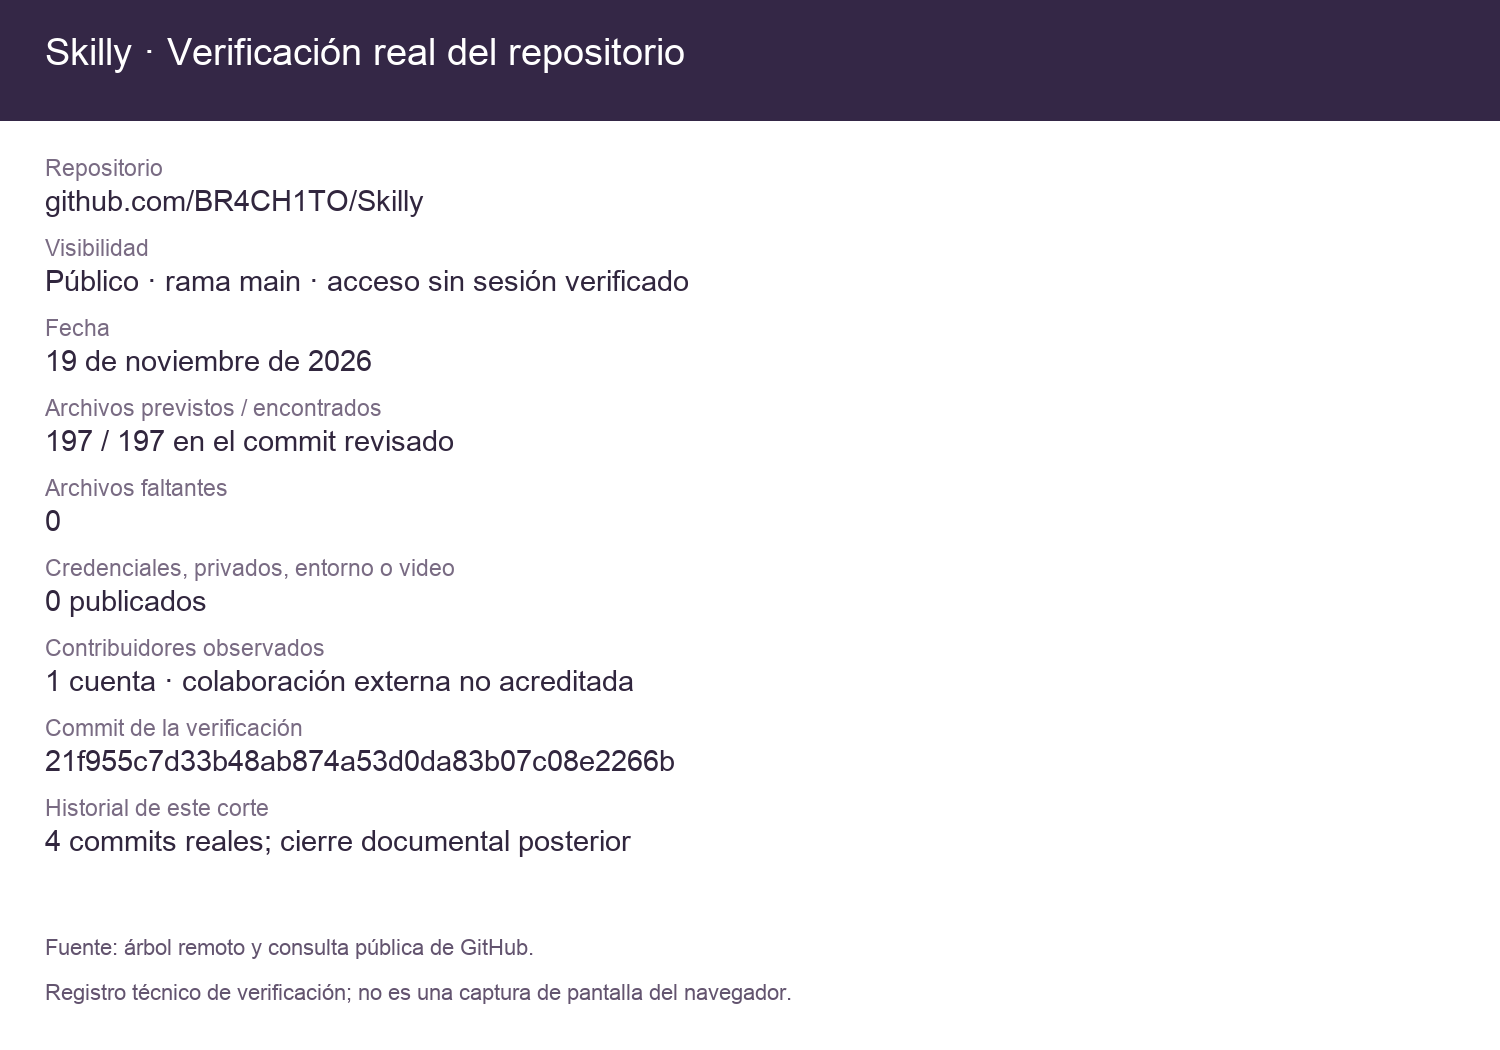 Skilly · Verificación real del repositorio
Repositorio
github.com/BR4CH1TO/Skilly
Visibilidad
Público · rama main · acceso sin sesión verificado
Fecha
19 de noviembre de 2026
Archivos previstos / encontrados
197 / 197 en el commit revisado
Archivos faltantes
0
Credenciales, privados, entorno o video
0 publicados
Contribuidores observados
1 cuenta · colaboración externa no acreditada
Commit de la verificación
21f955c7d33b48ab874a53d0da83b07c08e2266b
Historial de este corte
4 commits reales; cierre documental posterior
Fuente: árbol remoto y consulta pública de GitHub.
Registro técnico de verificación; no es una captura de pantalla del navegador.